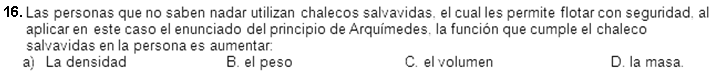 16. Las personas que no saben nadar utilizan chalecos salvavidas, el cual les permite flotar con seguridad, al
aplicar en este caso el enunciado del principio de Arquímedes, la función que cumple el chaleco
salvavidas en la persona es aumentar:
a) La densidad B. el peso C. el volumen D. la masa.